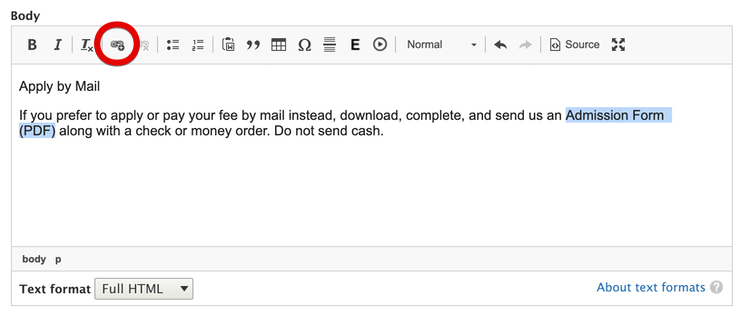 Body
B I Tx E Normal Source
Apply by Mail
If you prefer to apply or pay your fee by mail instead, download, complete, and send us an Admission Form
(PDF) along with a check or money order. Do not send cash.
body p
Text format Full HTML About text formats ?